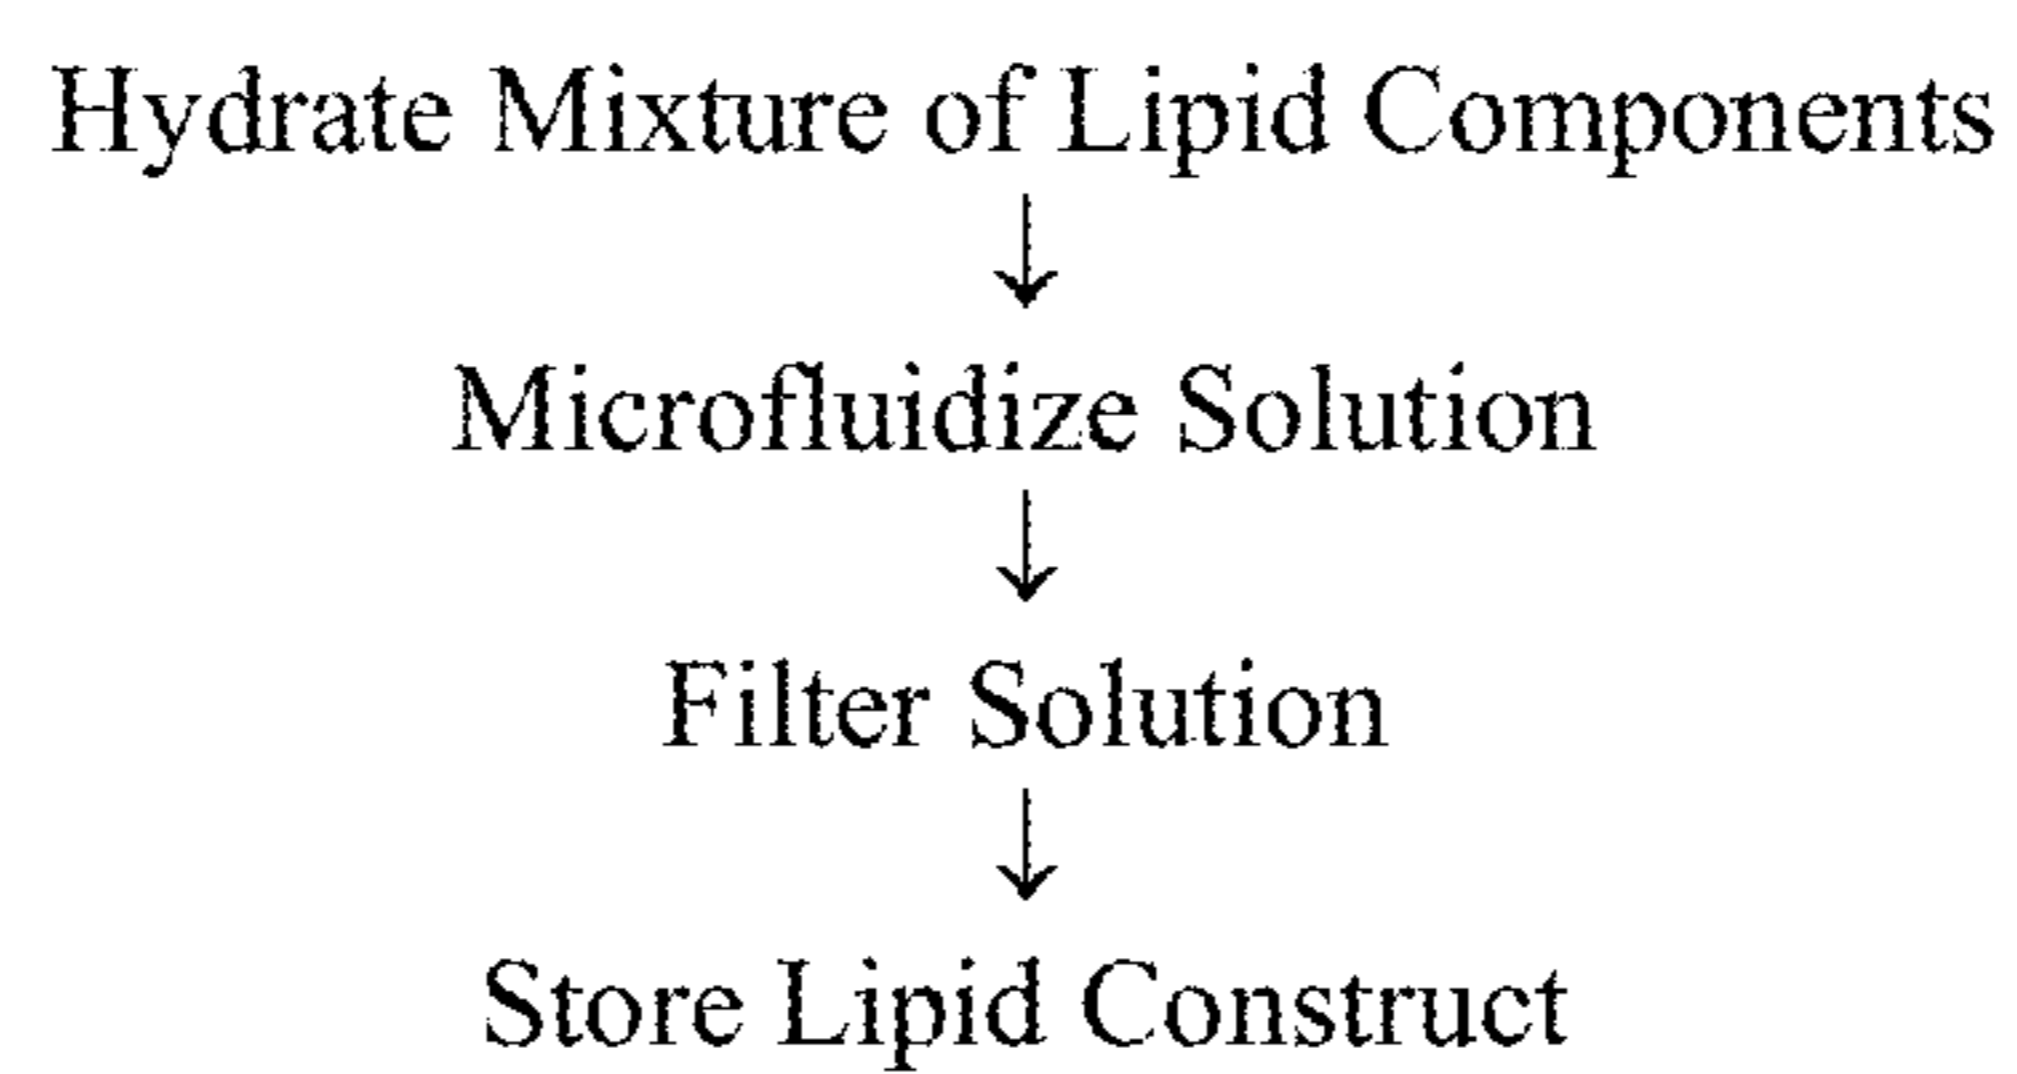 Hydrate Mixture of Lipid Components
↓
Microfluidize Solution
↓
Filter Solution
↓
Store Lipid Construct